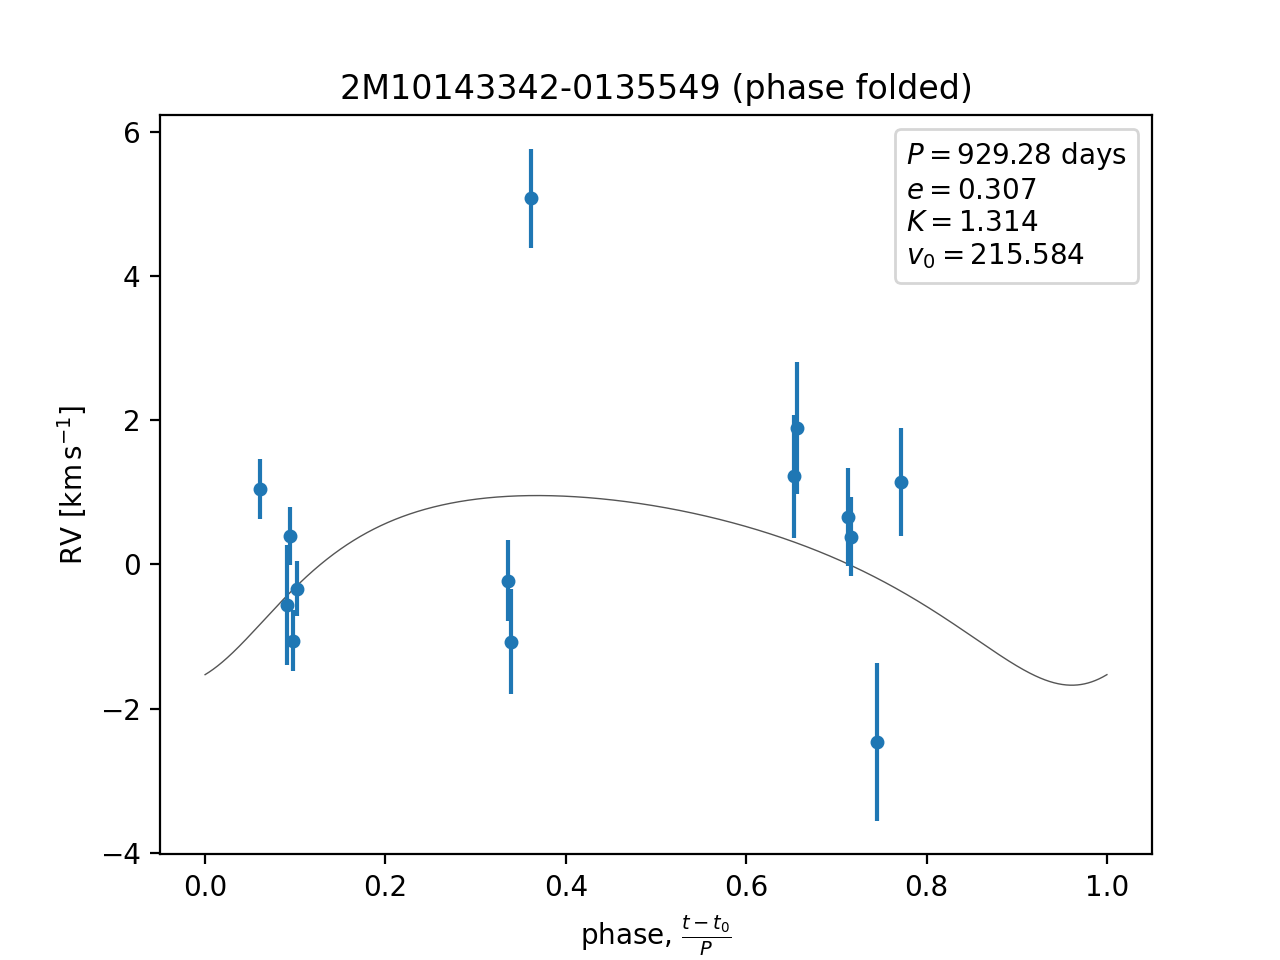 2M10143342-0135549 (phase folded)
P = 929.28 days
e = 0.307
K = 1.314
v₀ = 215.584
6
4
2
0
−2
−4
RV [km s⁻¹]
0.0 0.2 0.4 0.6 0.8 1.0
phase, (t − t₀)/P